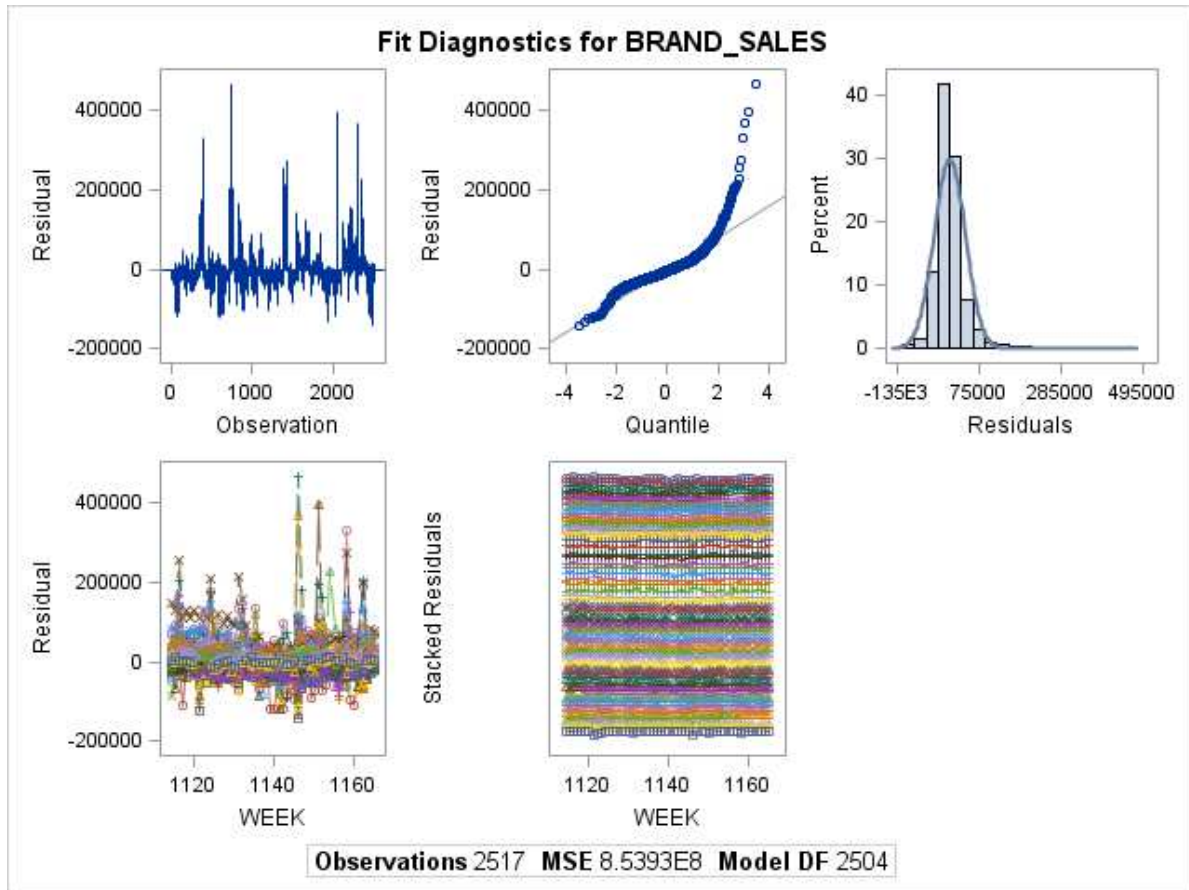 Fit Diagnostics for BRAND_SALES
400000
200000
0
-200000
Residual
0 1000 2000
Observation
400000
200000
0
-200000
Residual
-4 -2 0 2 4
Quantile
40
30
20
10
0
Percent
-135E3 75000 285000 495000
Residuals
400000
200000
0
-200000
Residual
1120 1140 1160
WEEK
Stacked Residuals
1120 1140 1160
WEEK
Observations 2517 MSE 8.5393E8 Model DF 2504